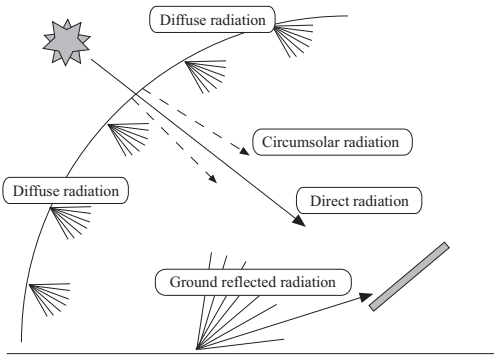 Diffuse radiation
Circumsolar radiation
Diffuse radiation
Direct radiation
Ground reflected radiation